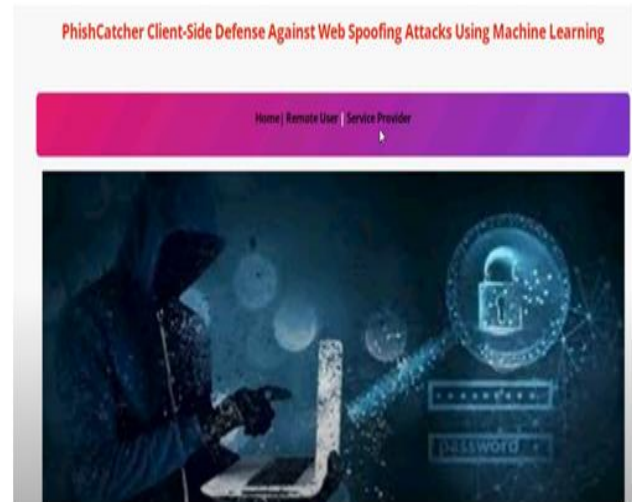 PhishCatcher Client-Side Defense Against Web Spoofing Attacks Using Machine Learning
Home| Remote User | Service Provider
password